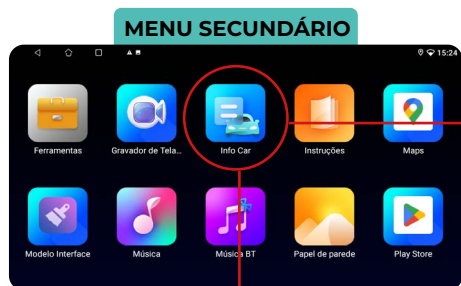 MENU SECUNDÁRIO
15:24
Ferramentas
Gravador de Tela...
Info Car
Instruções
Maps
Modelo Interface
Música
Música BT
Papel de parede
Play Store